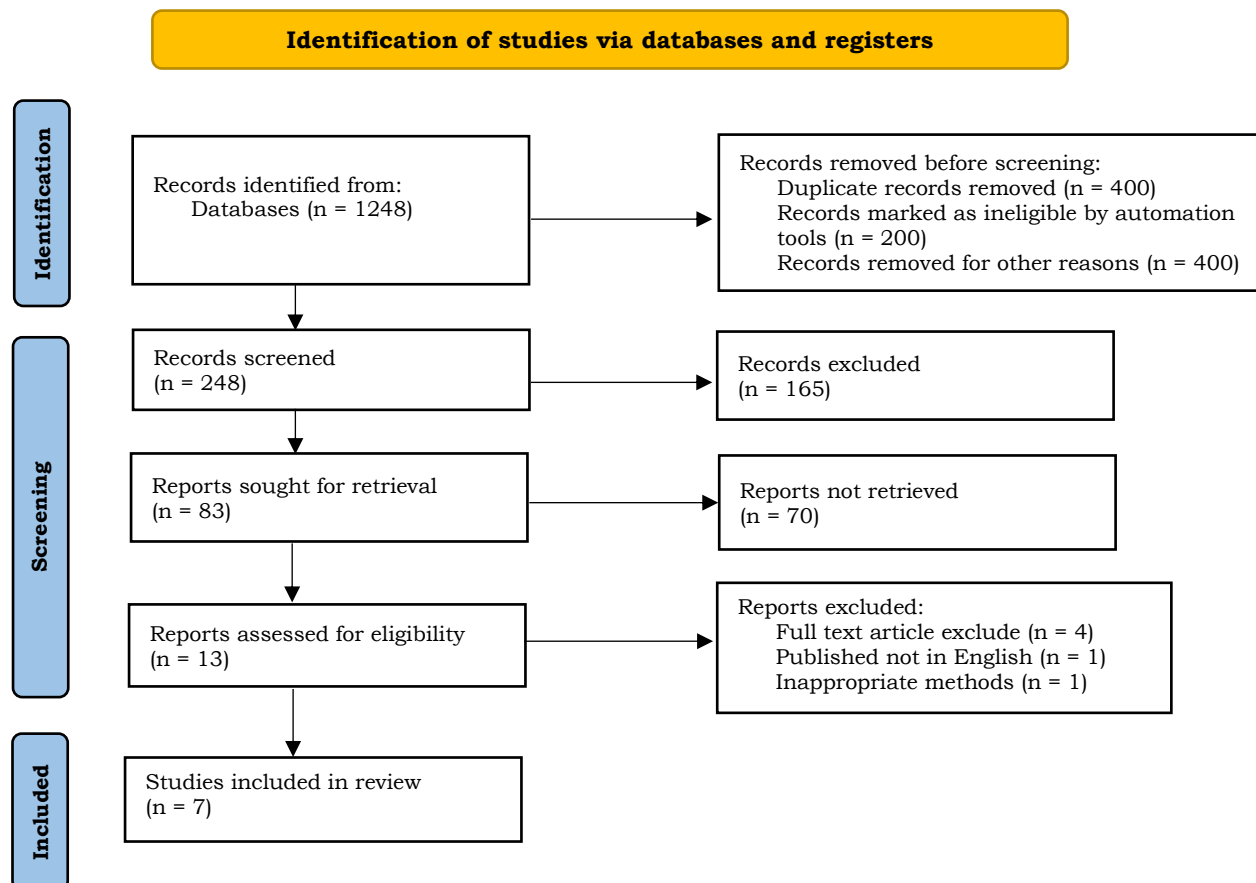 Identification of studies via databases and registers
Identification
Records identified from:
Databases (n = 1248)
Records removed before screening:
Duplicate records removed (n = 400)
Records marked as ineligible by automation
tools (n = 200)
Records removed for other reasons (n = 400)
Screening
Records screened
(n = 248)
Records excluded
(n = 165)
Reports sought for retrieval
(n = 83)
Reports not retrieved
(n = 70)
Reports assessed for eligibility
(n = 13)
Reports excluded:
Full text article exclude (n = 4)
Published not in English (n = 1)
Inappropriate methods (n = 1)
Included
Studies included in review
(n = 7)